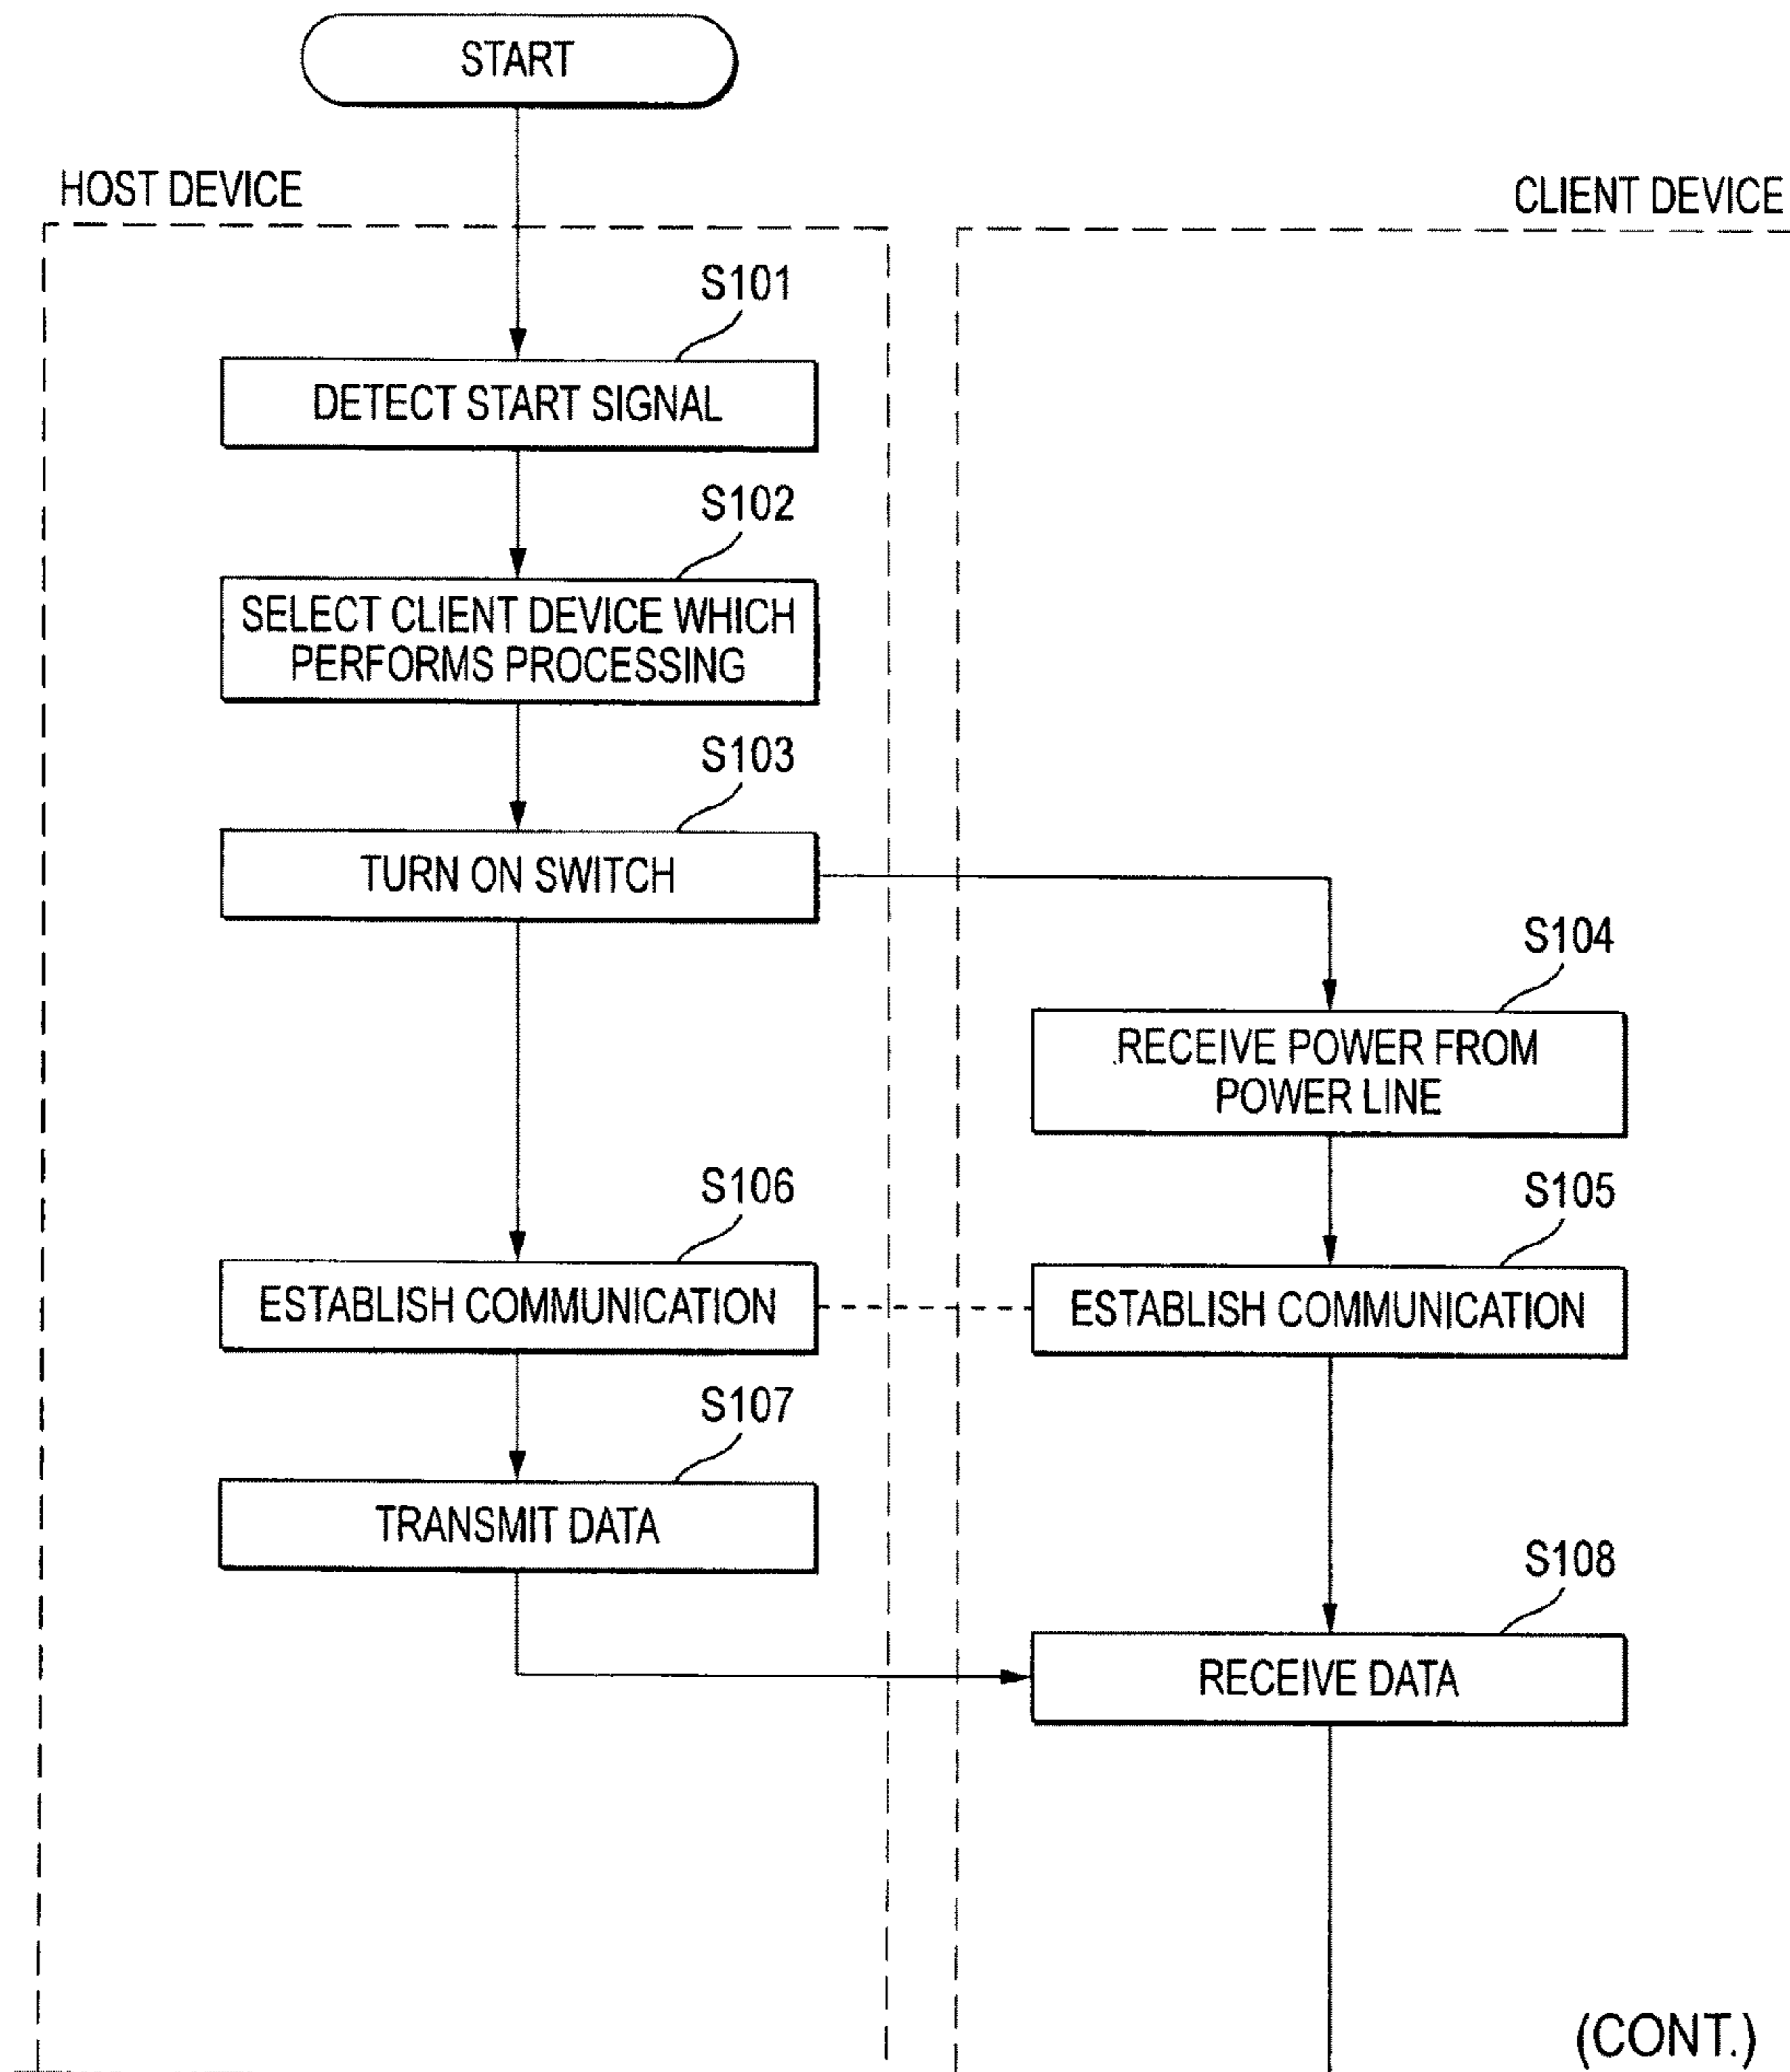 START
HOST DEVICE
CLIENT DEVICE
S101
DETECT START SIGNAL
S102
SELECT CLIENT DEVICE WHICH
PERFORMS PROCESSING
S103
TURN ON SWITCH
S104
RECEIVE POWER FROM
POWER LINE
S106
ESTABLISH COMMUNICATION
S105
ESTABLISH COMMUNICATION
S107
TRANSMIT DATA
S108
RECEIVE DATA
(CONT.)